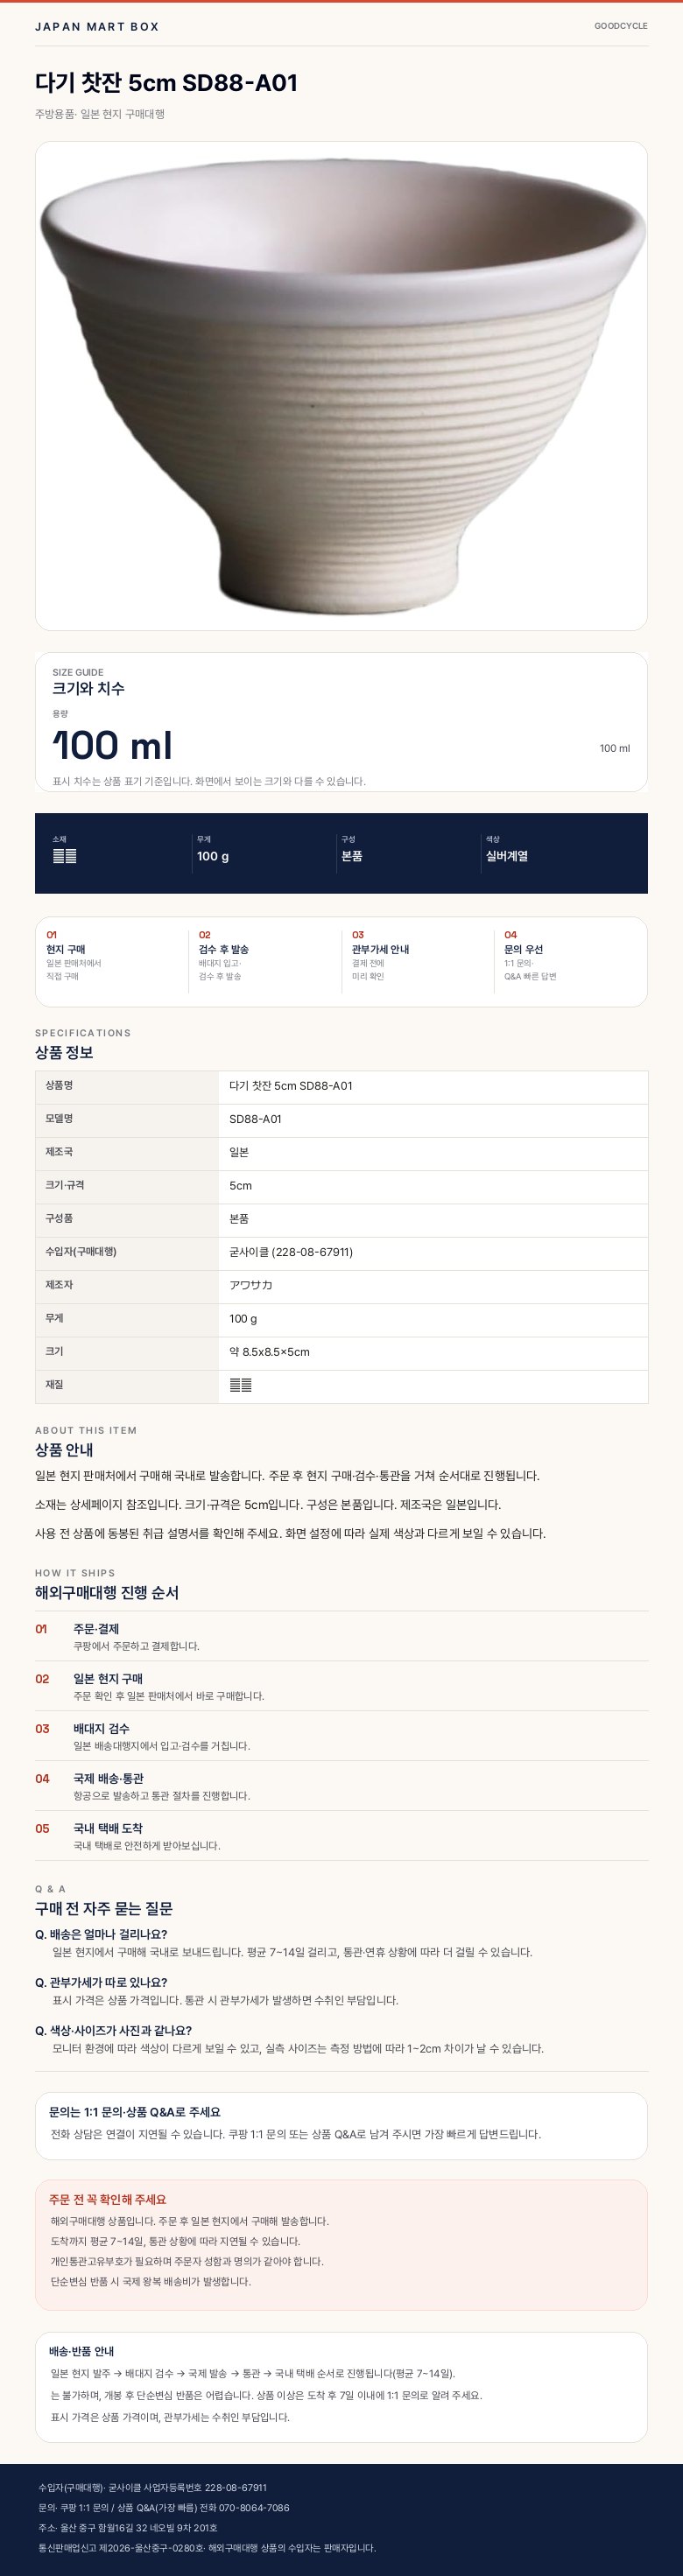 JAPAN MART BOX
GOODCYCLE
다기 찻잔 5cm SD88-A01
주방용품· 일본 현지 구매대행
SIZE GUIDE
크기와 치수
용량
100 ml
100 ml
표시 치수는 상품 표기 기준입니다. 화면에서 보이는 크기와 다를 수 있습니다.
소재
무게
100 g
구성
본품
색상
실버계열
01
현지 구매
일본 판매처에서
직접 구매
02
검수 후 발송
배대지 입고·
검수 후 발송
03
관부가세 안내
결제 전에
미리 확인
04
문의 우선
1:1 문의·
Q&A 빠른 답변
SPECIFICATIONS
상품 정보
상품명 다기 찻잔 5cm SD88-A01
모델명 SD88-A01
제조국 일본
크기·규격 5cm
구성품 본품
수입자(구매대행) 굳사이클 (228-08-67911)
제조자 アワサカ
무게 100 g
크기 약 8.5x8.5×5cm
재질
ABOUT THIS ITEM
상품 안내
일본 현지 판매처에서 구매해 국내로 발송합니다. 주문 후 현지 구매·검수·통관을 거쳐 순서대로 진행됩니다.
소재는 상세페이지 참조입니다. 크기·규격은 5cm입니다. 구성은 본품입니다. 제조국은 일본입니다.
사용 전 상품에 동봉된 취급 설명서를 확인해 주세요. 화면 설정에 따라 실제 색상과 다르게 보일 수 있습니다.
HOW IT SHIPS
해외구매대행 진행 순서
01 주문·결제
쿠팡에서 주문하고 결제합니다.
02 일본 현지 구매
주문 확인 후 일본 판매처에서 바로 구매합니다.
03 배대지 검수
일본 배송대행지에서 입고·검수를 거칩니다.
04 국제 배송·통관
항공으로 발송하고 통관 절차를 진행합니다.
05 국내 택배 도착
국내 택배로 안전하게 받아보십니다.
Q & A
구매 전 자주 묻는 질문
Q. 배송은 얼마나 걸리나요?
일본 현지에서 구매해 국내로 보내드립니다. 평균 7~14일 걸리고, 통관·연휴 상황에 따라 더 걸릴 수 있습니다.
Q. 관부가세가 따로 있나요?
표시 가격은 상품 가격입니다. 통관 시 관부가세가 발생하면 수취인 부담입니다.
Q. 색상·사이즈가 사진과 같나요?
모니터 환경에 따라 색상이 다르게 보일 수 있고, 실측 사이즈는 측정 방법에 따라 1~2cm 차이가 날 수 있습니다.
문의는 1:1 문의·상품 Q&A로 주세요
전화 상담은 연결이 지연될 수 있습니다. 쿠팡 1:1 문의 또는 상품 Q&A로 남겨 주시면 가장 빠르게 답변드립니다.
주문 전 꼭 확인해 주세요
해외구매대행 상품입니다. 주문 후 일본 현지에서 구매해 발송합니다.
도착까지 평균 7~14일, 통관 상황에 따라 지연될 수 있습니다.
개인통관고유부호가 필요하며 주문자 성함과 명의가 같아야 합니다.
단순변심 반품 시 국제 왕복 배송비가 발생합니다.
배송·반품 안내
일본 현지 발주 → 배대지 검수 → 국제 발송 → 통관 → 국내 택배 순서로 진행됩니다(평균 7~14일).
는 불가하며, 개봉 후 단순변심 반품은 어렵습니다. 상품 이상은 도착 후 7일 이내에 1:1 문의로 알려 주세요.
표시 가격은 상품 가격이며, 관부가세는 수취인 부담입니다.
수입자(구매대행)· 굳사이클 사업자등록번호 228-08-67911
문의· 쿠팡 1:1 문의 / 상품 Q&A(가장 빠름) 전화 070-8064-7086
주소· 울산 중구 함월16길 32 네오빌 9차 201호
통신판매업신고 제2026-울산중구-0280호· 해외구매대행 상품의 수입자는 판매자입니다.